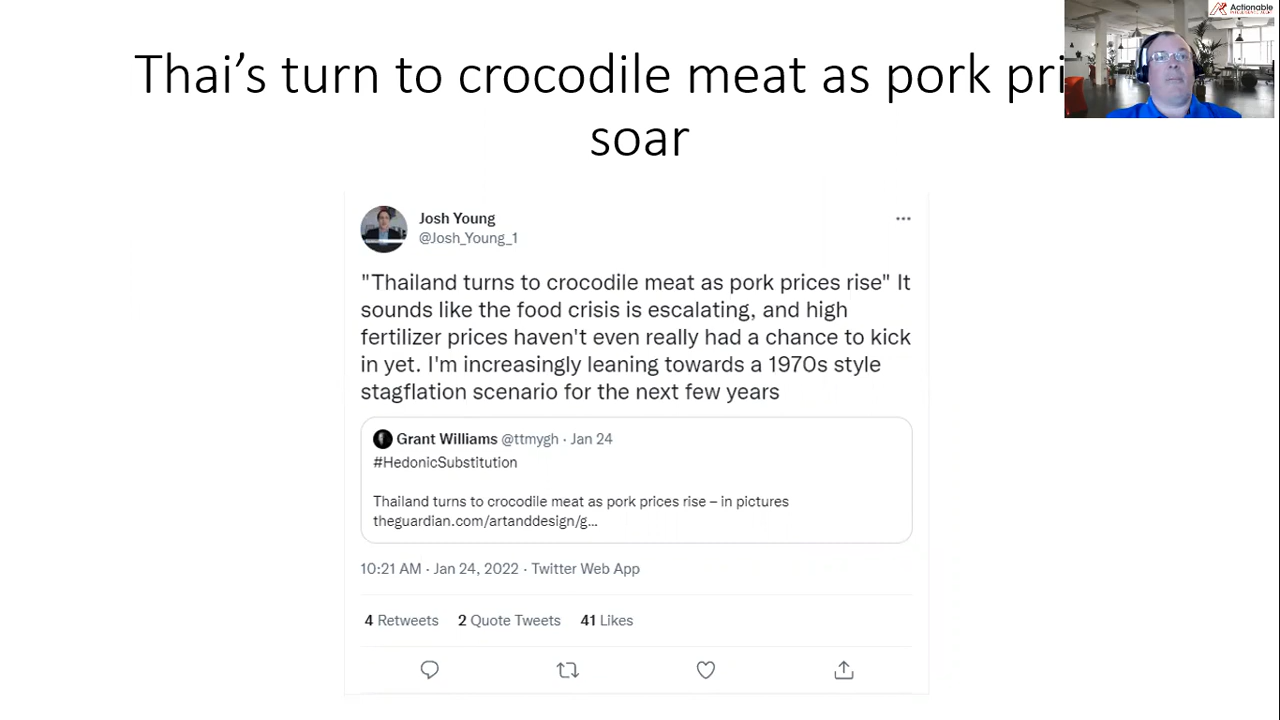 Thai's turn to crocodile meat as pork pri
soar
Actionable
Josh Young
@Josh_Young_1
"Thailand turns to crocodile meat as pork prices rise" It
sounds like the food crisis is escalating, and high
fertilizer prices haven't even really had a chance to kick
in yet. I'm increasingly leaning towards a 1970s style
stagflation scenario for the next few years
Grant Williams @ttmygh · Jan 24
#HedonicSubstitution
Thailand turns to crocodile meat as pork prices rise – in pictures
theguardian.com/artanddesign/g...
10:21 AM · Jan 24, 2022 · Twitter Web App
4 Retweets 2 Quote Tweets 41 Likes